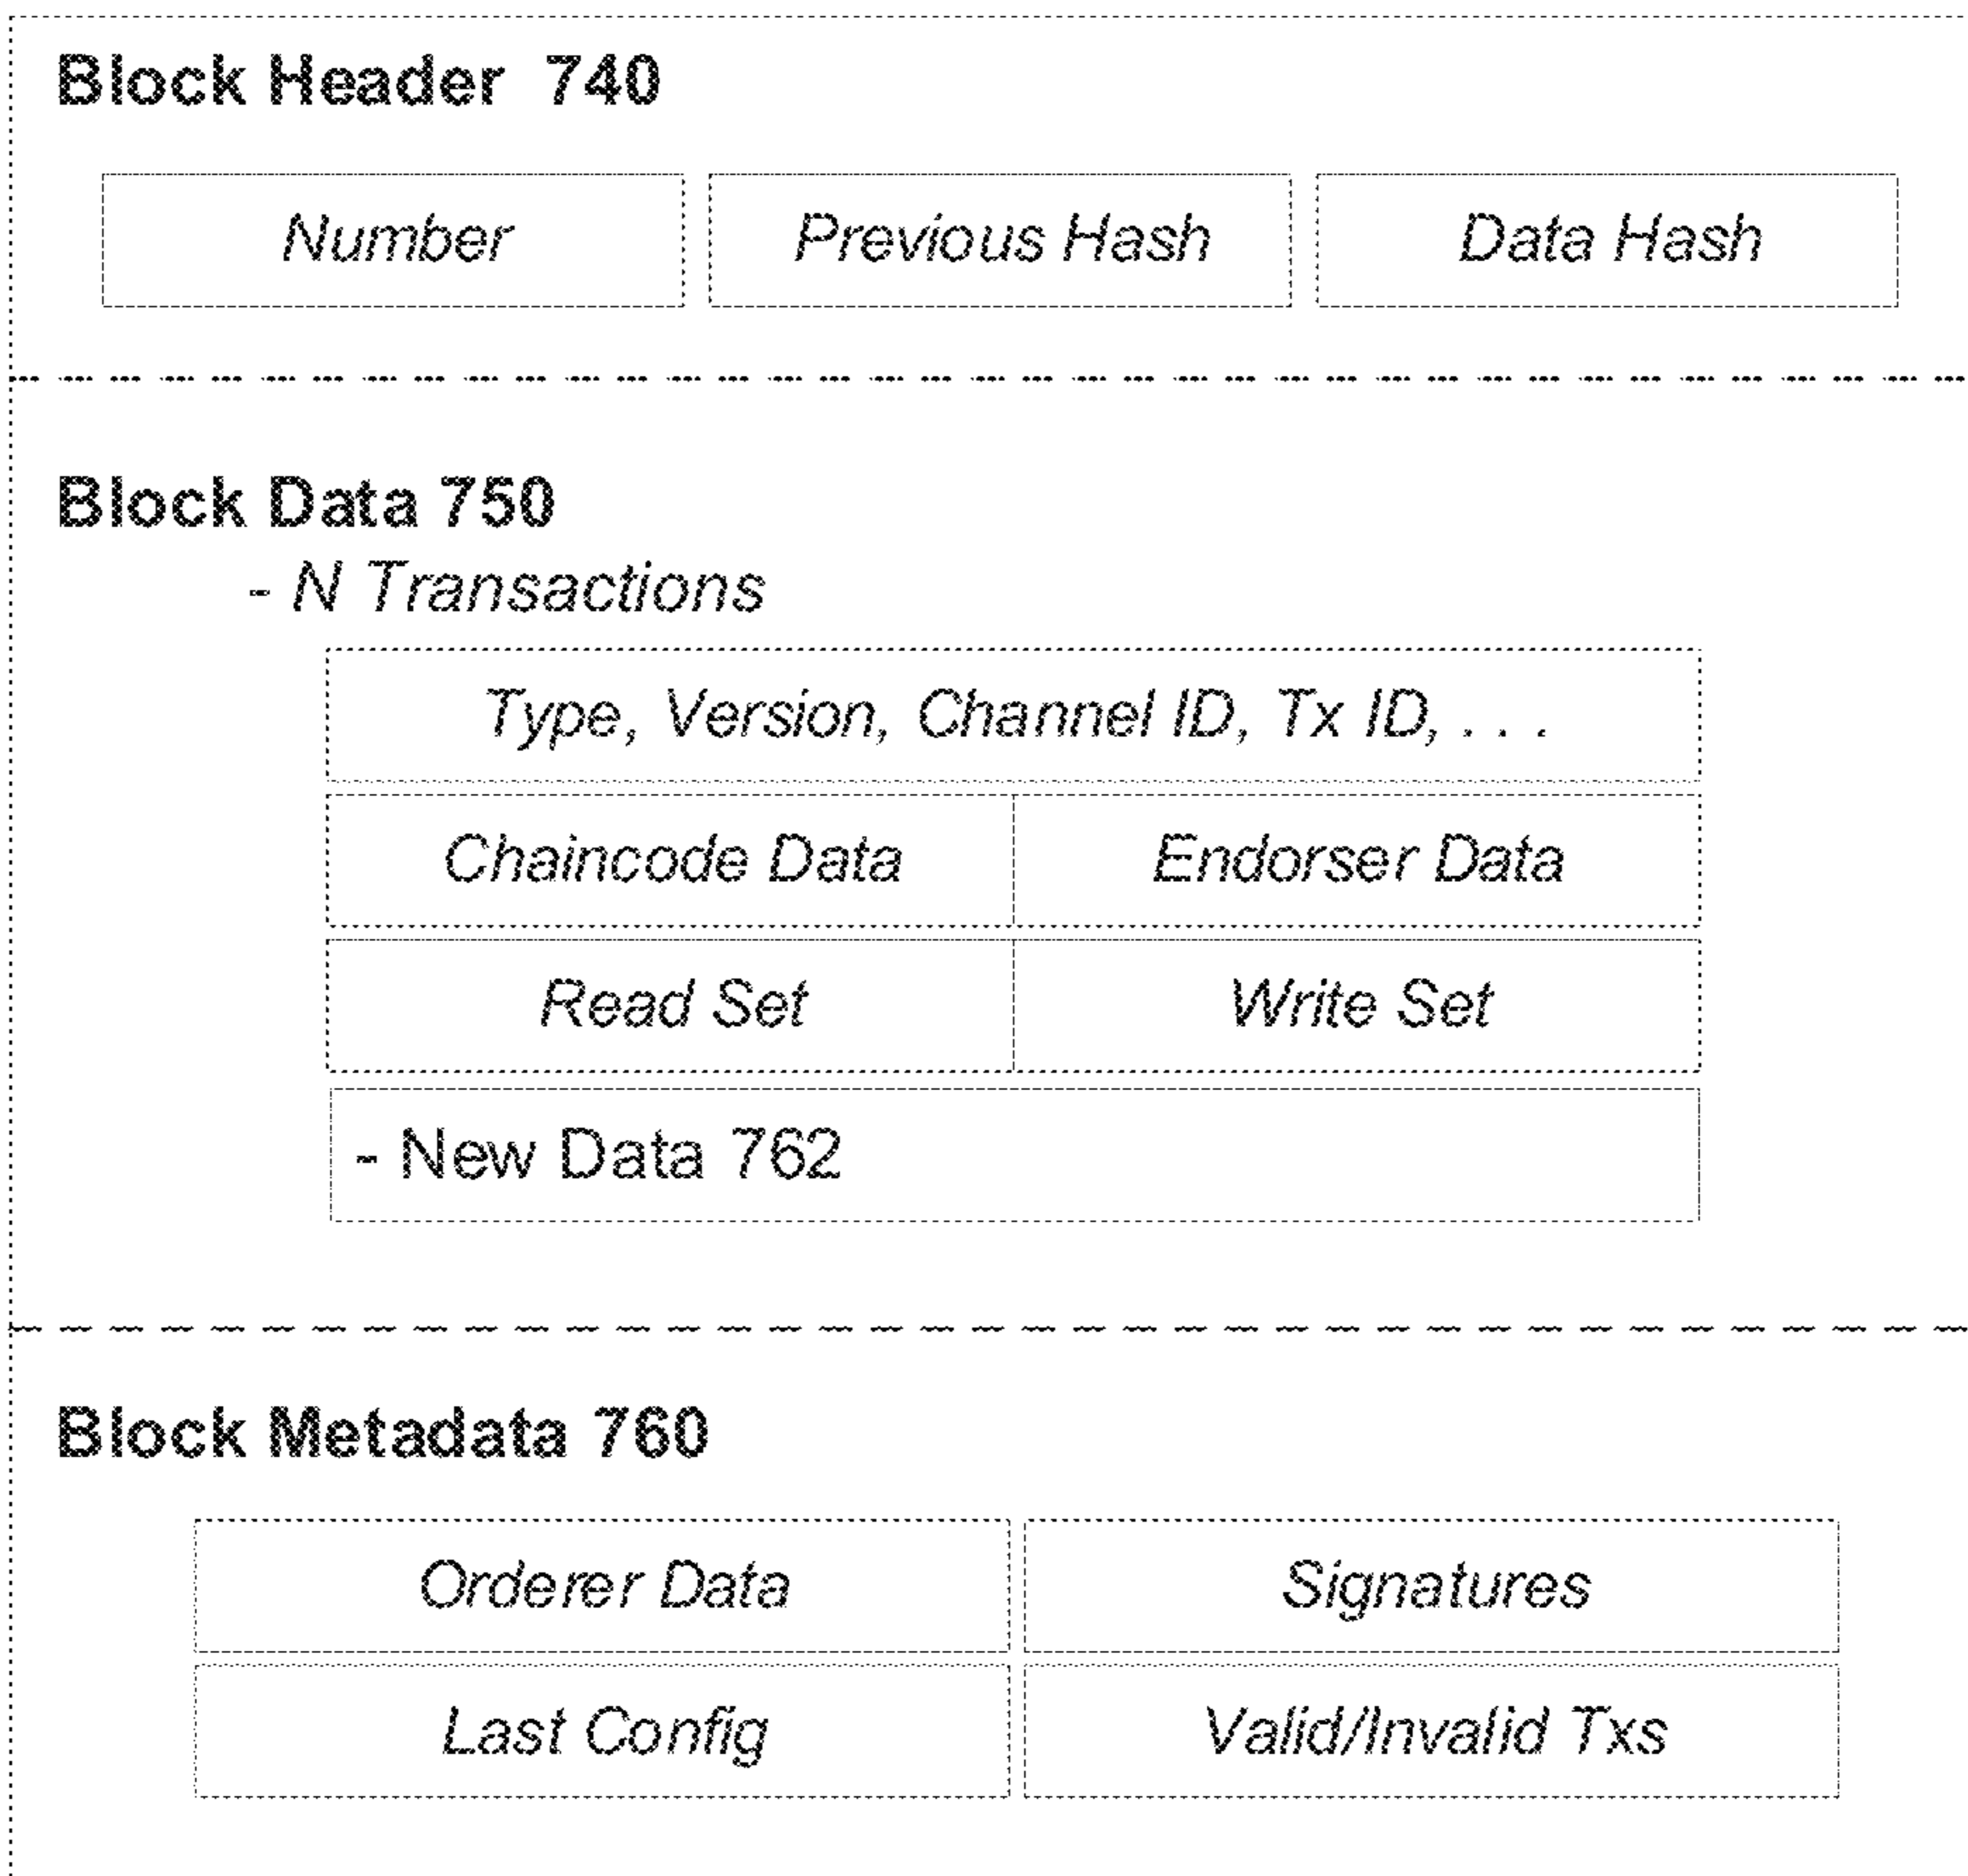 Block Header 740
Number Previous Hash Data Hash
Block Data 750
- N Transactions
Type, Version, Channel ID, Tx ID, . . .
Chaincode Data Endorser Data
Read Set Write Set
- New Data 762
Block Metadata 760
Orderer Data Signatures
Last Config Valid/Invalid Txs